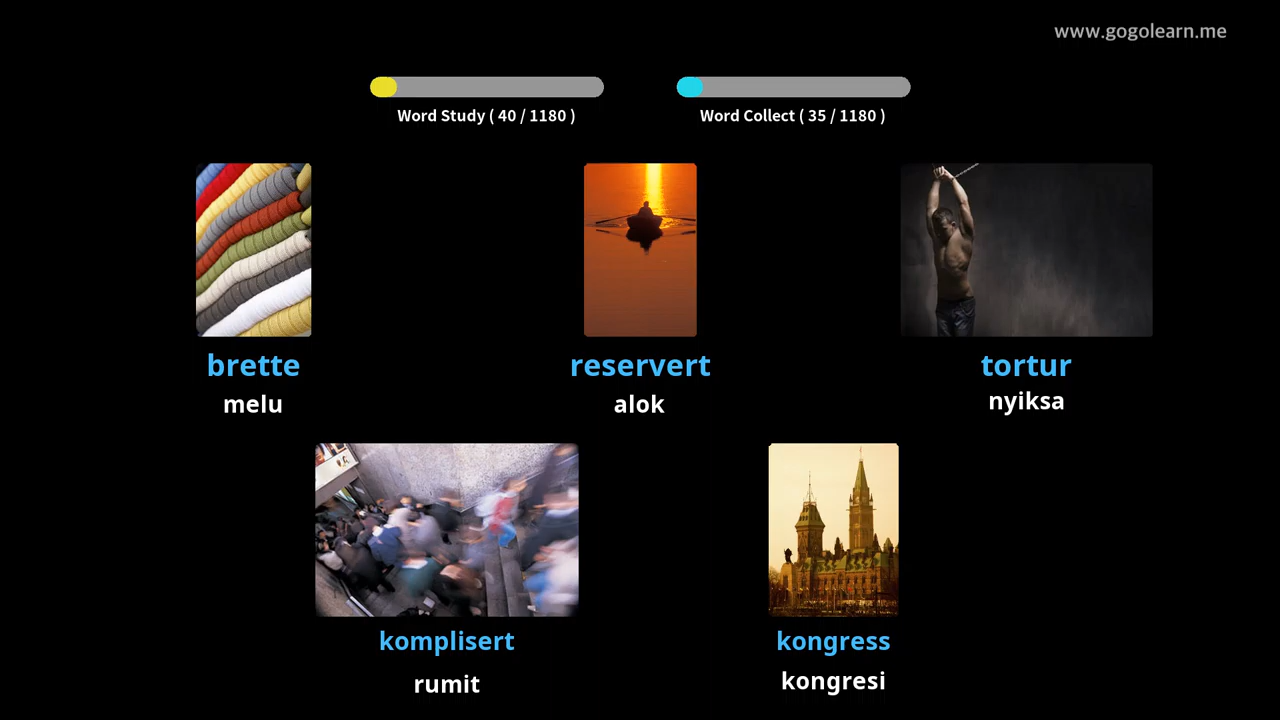 www.gogolearn.me
Word Study ( 40 / 1180 )
Word Collect ( 35 / 1180 )
brette
melu
reservert
alok
tortur
nyiksa
komplisert
rumit
kongress
kongresi